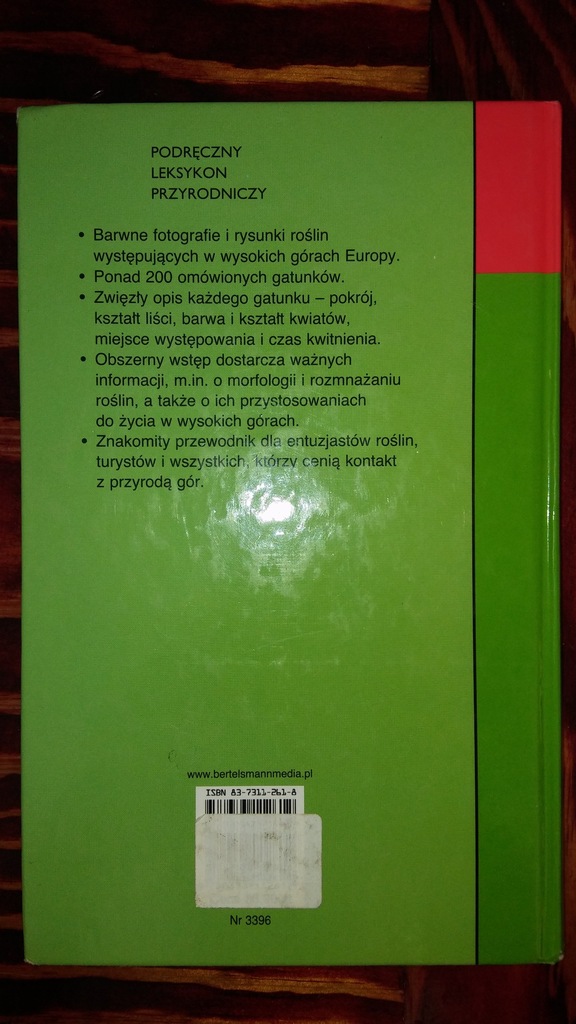 PODRĘCZNY
LEKSYKON
PRZYRODNICZY
• Barwne fotografie i rysunki roślin
występujących w wysokich górach Europy.
• Ponad 200 omówionych gatunków.
• Zwięzły opis każdego gatunku – pokrój,
kształt liści, barwa i kształt kwiatów,
miejsce występowania i czas kwitnienia.
• Obszerny wstęp dostarcza ważnych
informacji, m.in. o morfologii i rozmnażaniu
roślin, a także o ich przystosowaniach
do życia w wysokich górach.
• Znakomity przewodnik dla entuzjastów roślin,
turystów i wszystkich, którzy cenią kontakt
z przyrodą gór.
www.bertelsmannmedia.pl
ISBN 83-7311-261-8
Nr 3396